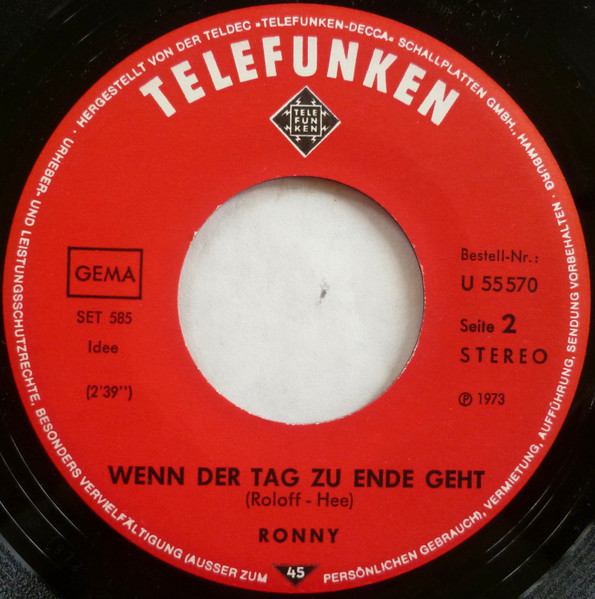 URHEBER- UND LEISTUNGSSCHUTZRECHTE, BESONDERS VERVIELFÄLTIGUNG (AUSSER ZUM PERSÖNLICHEN GEBRAUCH), VERMIETUNG, AUFFÜHRUNG, SENDUNG VORBEHALTEN
· HERGESTELLT VON DER TELDEC »TELEFUNKEN-DECCA« SCHALLPLATTEN GMBH., HAMBURG ·
TELEFUNKEN
TELE
FUN
KEN
GEMA
SET 585
Idee
(2'39")
Bestell-Nr.:
U 55570
Seite 2
STEREO
℗ 1973
WENN DER TAG ZU ENDE GEHT
(Roloff - Hee)
RONNY
45